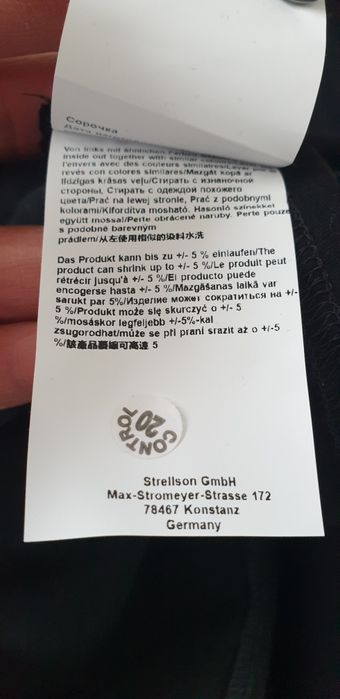 Сорочка
Von links mit ähnlichen Farben
inside out together with similar
l'envers avec des couleurs similaires/Lavar
revés con colores similares/Mazgāt kopā ar
līdzīgas krāsas veļu/Стирать с изнаночной
стороны, Стирать с одеждой похожего
цвета/Prać na lewej stronie, Prać z podobnymi
kolorami/Kifordítva mosható. Hasonló színekkel
együtt mossa!/Perte obrácené naruby. Perte pouze
s podobně barevným
prádlem/从左使用相似的染料水洗
Das Produkt kann bis zu +/- 5 % einlaufen/The
product can shrink up to +/- 5 %/Le produit peut
rétrécir jusqu'à +/- 5 %/El producto puede
encogerse hasta +/- 5 %/Mazgāšanas laikā var
sarukt par 5%/Изделие может сократиться на +/-
5 %/Produkt może się skurczyć o +/- 5
%/mosáskor legfeljebb +/-5%-kal
zsugorodhat/může se při praní srazit až o +/-5
%/該產品萎縮可高達 5
CONTROL
20
Strellson GmbH
Max-Stromeyer-Strasse 172
78467 Konstanz
Germany